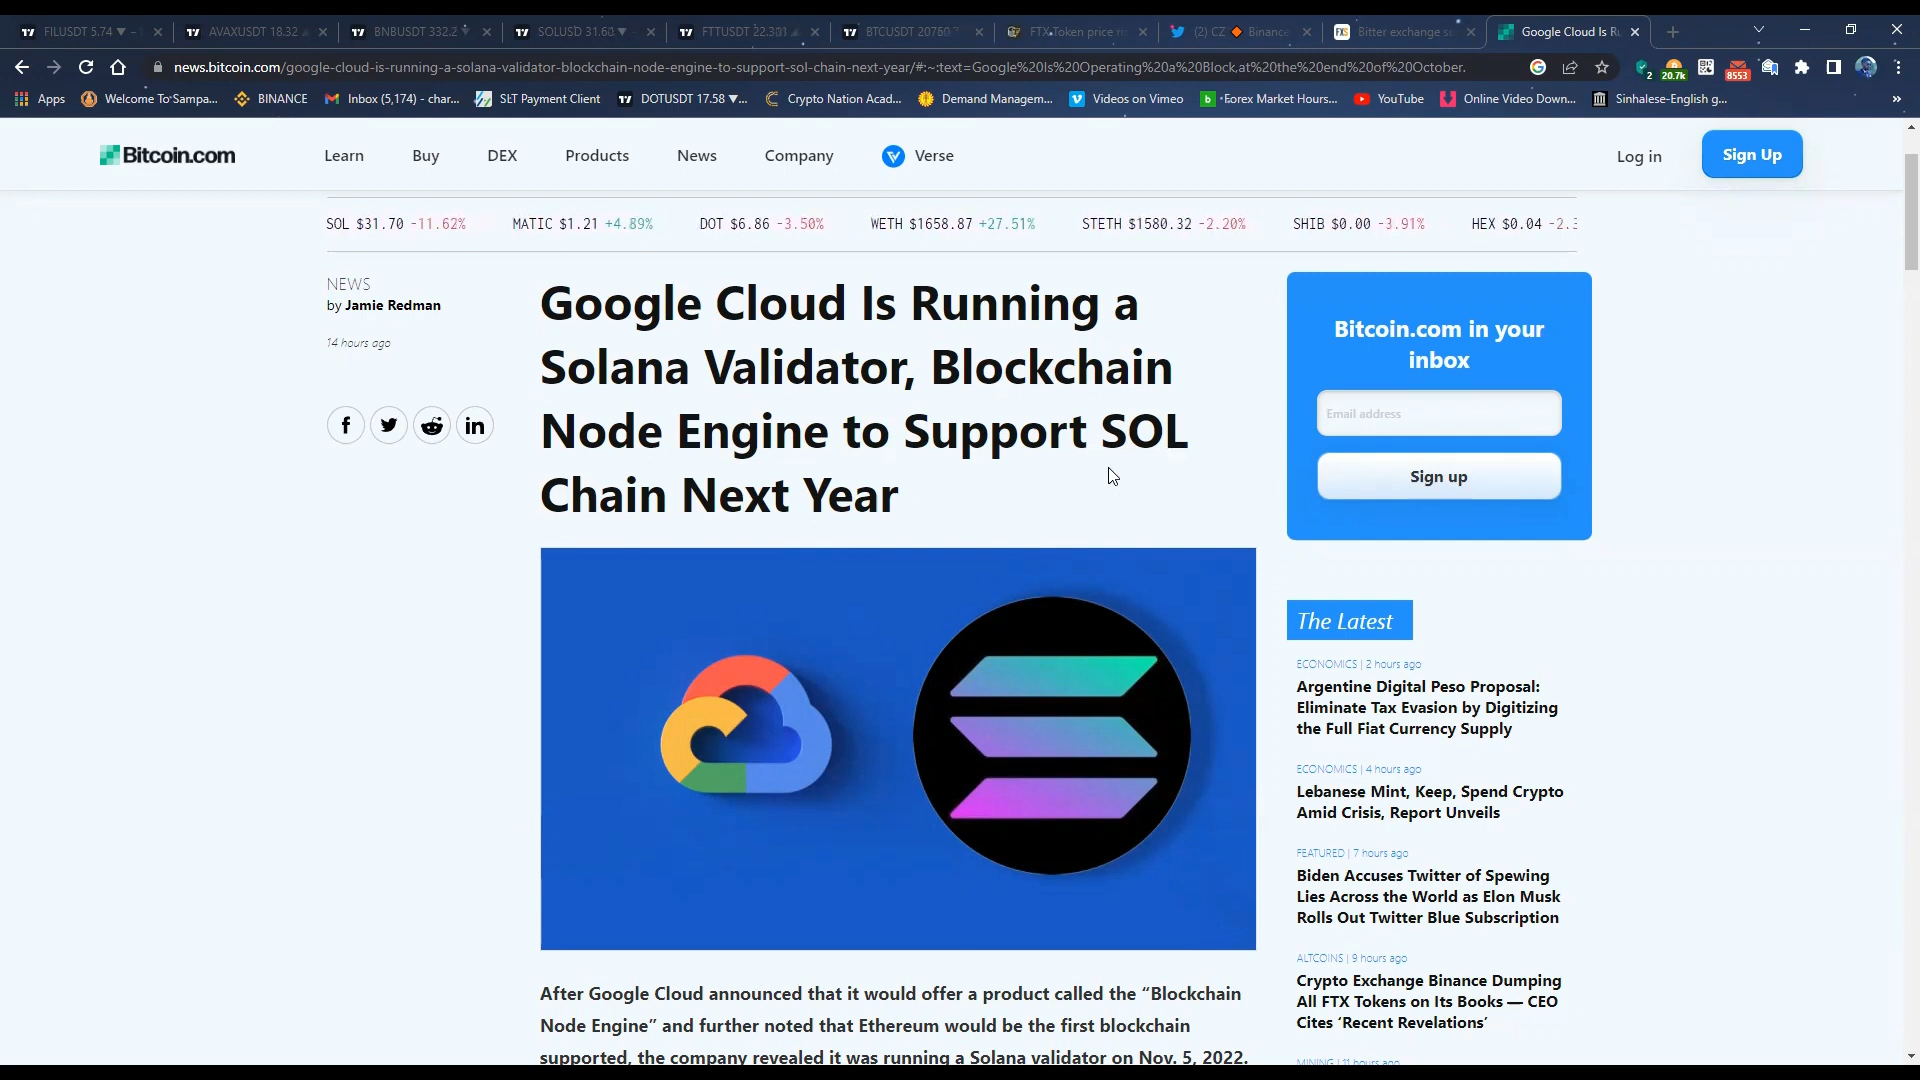 FILUSDT 5.74 ▼
AVAXUSDT 18.32
BNBUSDT 332.2 ▼
SOLUSD 31.60 ▼
FTTUSDT 22.301
BTCUSDT 20760
FTX Token price
(2) CZ 🔶 Binance
Bitter exchange
Google Cloud Is Ru
news.bitcoin.com/google-cloud-is-running-a-solana-validator-blockchain-node-engine-to-support-sol-chain-next-year/#:~:text=Google%20Is%20Operating%20a%20Block,at%20the%20end%20of%20October.
2
20.7k
8553
Apps
Welcome To Sampa...
BINANCE
Inbox (5,174) - char...
SLT Payment Client
DOTUSDT 17.58 ▼...
Crypto Nation Acad...
Demand Managem...
Videos on Vimeo
Forex Market Hours...
YouTube
Online Video Down...
Sinhalese-English g...
»
Bitcoin.com
Learn
Buy
DEX
Products
News
Company
Verse
Log in
Sign Up
SOL $31.70 -11.62%
MATIC $1.21 +4.89%
DOT $6.86 -3.50%
WETH $1658.87 +27.51%
STETH $1580.32 -2.20%
SHIB $0.00 -3.91%
HEX $0.04 -2.3
NEWS
by Jamie Redman
14 hours ago
Google Cloud Is Running a
Solana Validator, Blockchain
Node Engine to Support SOL
Chain Next Year
After Google Cloud announced that it would offer a product called the “Blockchain
Node Engine” and further noted that Ethereum would be the first blockchain
supported, the company revealed it was running a Solana validator on Nov. 5, 2022.
Bitcoin.com in your
inbox
Email address
Sign up
The Latest
ECONOMICS | 2 hours ago
Argentine Digital Peso Proposal:
Eliminate Tax Evasion by Digitizing
the Full Fiat Currency Supply
ECONOMICS | 4 hours ago
Lebanese Mint, Keep, Spend Crypto
Amid Crisis, Report Unveils
FEATURED | 7 hours ago
Biden Accuses Twitter of Spewing
Lies Across the World as Elon Musk
Rolls Out Twitter Blue Subscription
ALTCOINS | 9 hours ago
Crypto Exchange Binance Dumping
All FTX Tokens on Its Books — CEO
Cites ‘Recent Revelations’
MINING | 11 hours ago